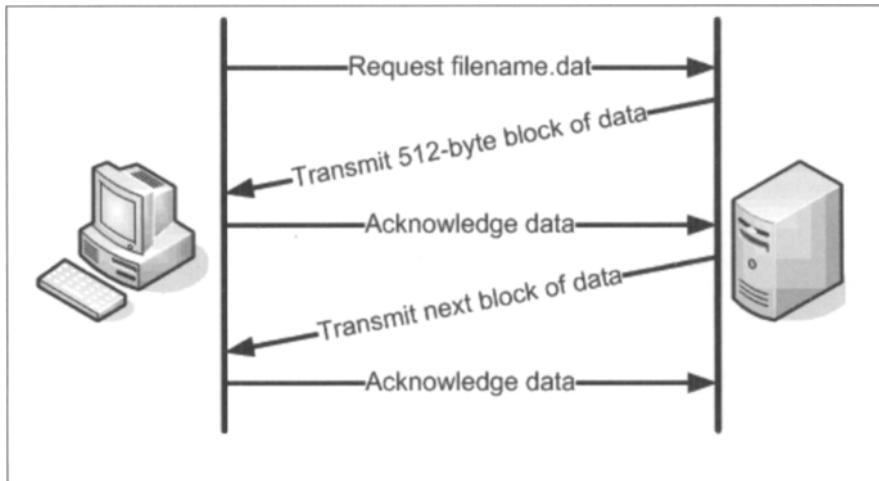 Request filename.dat
Transmit 512-byte block of data
Acknowledge data
Transmit next block of data
Acknowledge data